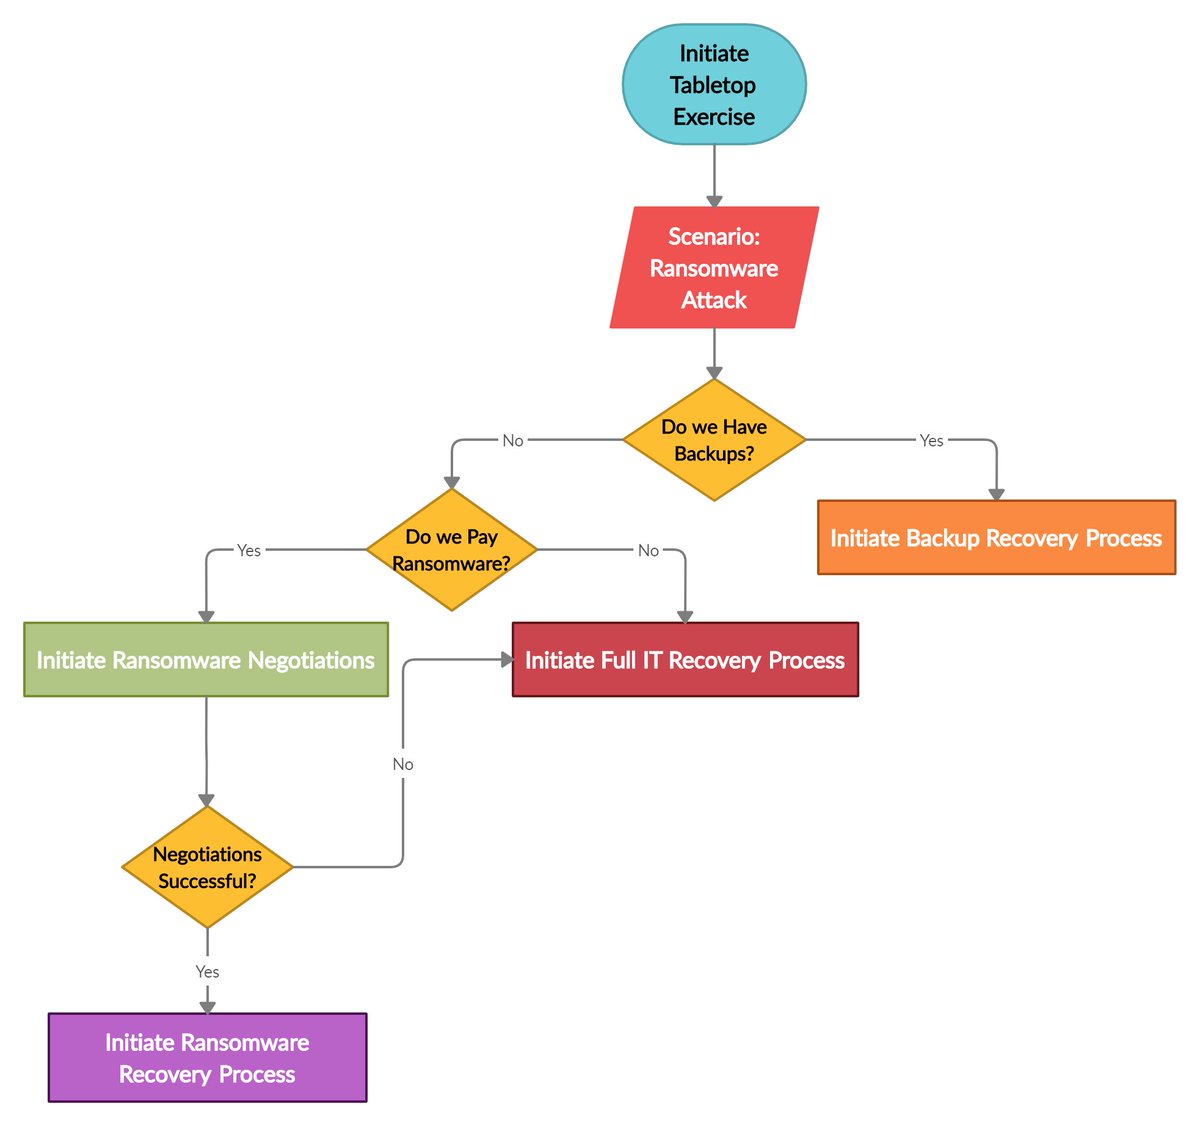 Initiate
Tabletop
Exercise
Scenario:
Ransomware
Attack
Do we Have
Backups?
No
Yes
Do we Pay
Ransomware?
Yes
No
Initiate Backup Recovery Process
Initiate Ransomware Negotiations
Initiate Full IT Recovery Process
No
Negotiations
Successful?
Yes
Initiate Ransomware
Recovery Process